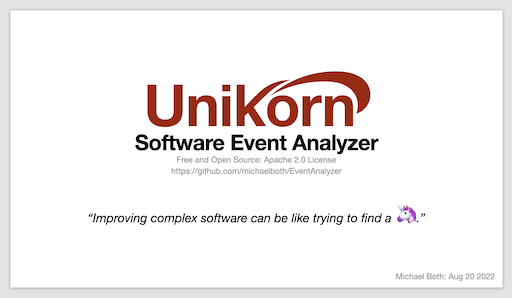 Unikorn
Software Event Analyzer
Free and Open Source: Apache 2.0 License
https://github.com/michaelboth/EventAnalyzer
“Improving complex software can be like trying to find a 🦄.”
Michael Both: Aug 20 2022